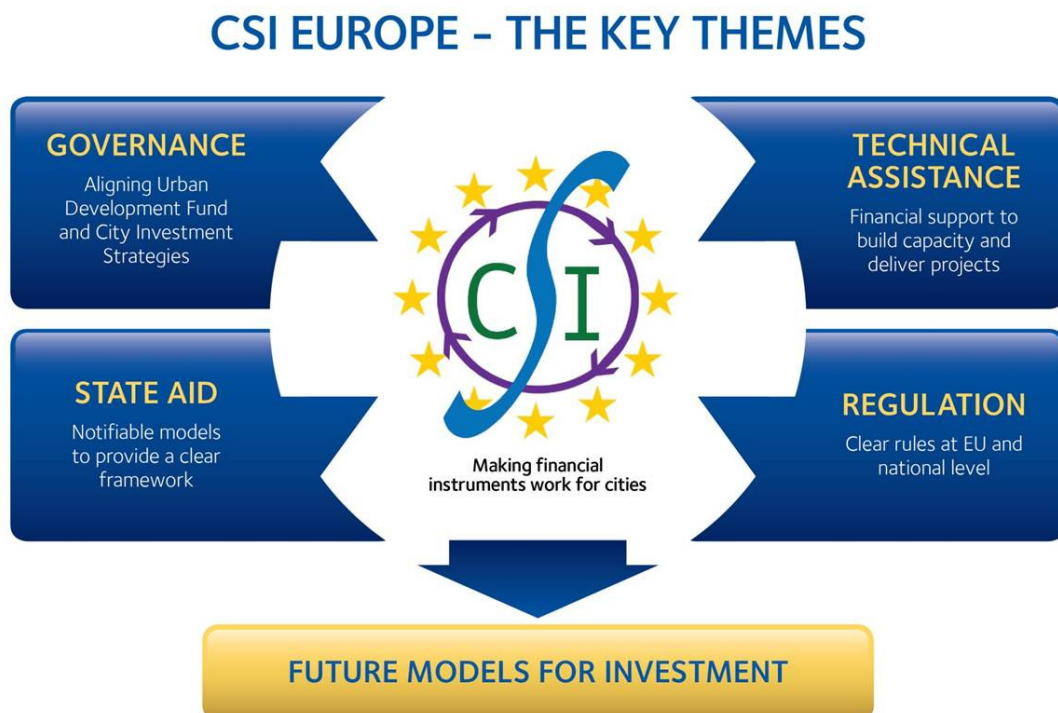 CSI EUROPE – THE KEY THEMES
GOVERNANCE
Aligning Urban
Development Fund
and City Investment
Strategies
TECHNICAL
ASSISTANCE
Financial support to
build capacity and
deliver projects
CSI
STATE AID
Notifiable models
to provide a clear
framework
REGULATION
Clear rules at EU and
national level
Making financial
instruments work for cities
FUTURE MODELS FOR INVESTMENT